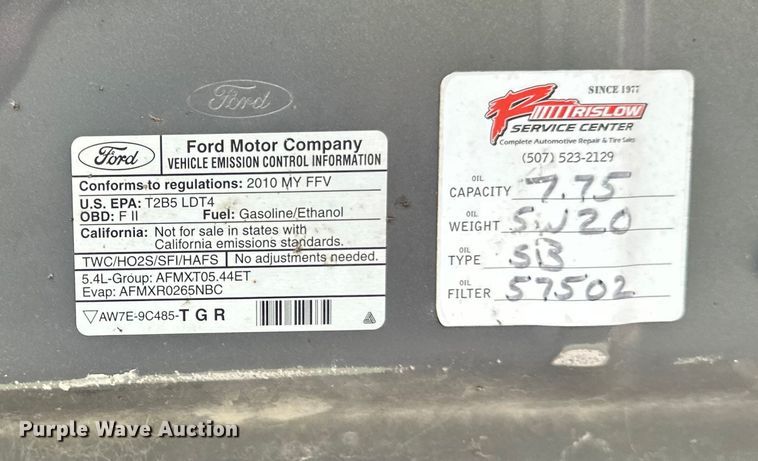 Ford
Ford
Ford Motor Company
VEHICLE EMISSION CONTROL INFORMATION
Conforms to regulations: 2010 MY FFV
U.S. EPA: T2B5 LDT4
OBD: F II Fuel: Gasoline/Ethanol
California: Not for sale in states with
California emissions standards.
TWC/HO2S/SFI/HAFS No adjustments needed.
5.4L-Group: AFMXT05.44ET
Evap: AFMXR0265NBC
AW7E-9C485-T G R
SINCE 1977
PRISLOW
SERVICE CENTER
Complete Automotive Repair & Tire Sales
(507) 523-2129
OIL CAPACITY 7.75
OIL WEIGHT 5W20
OIL TYPE SB
OIL FILTER 57502
Purple Wave Auction